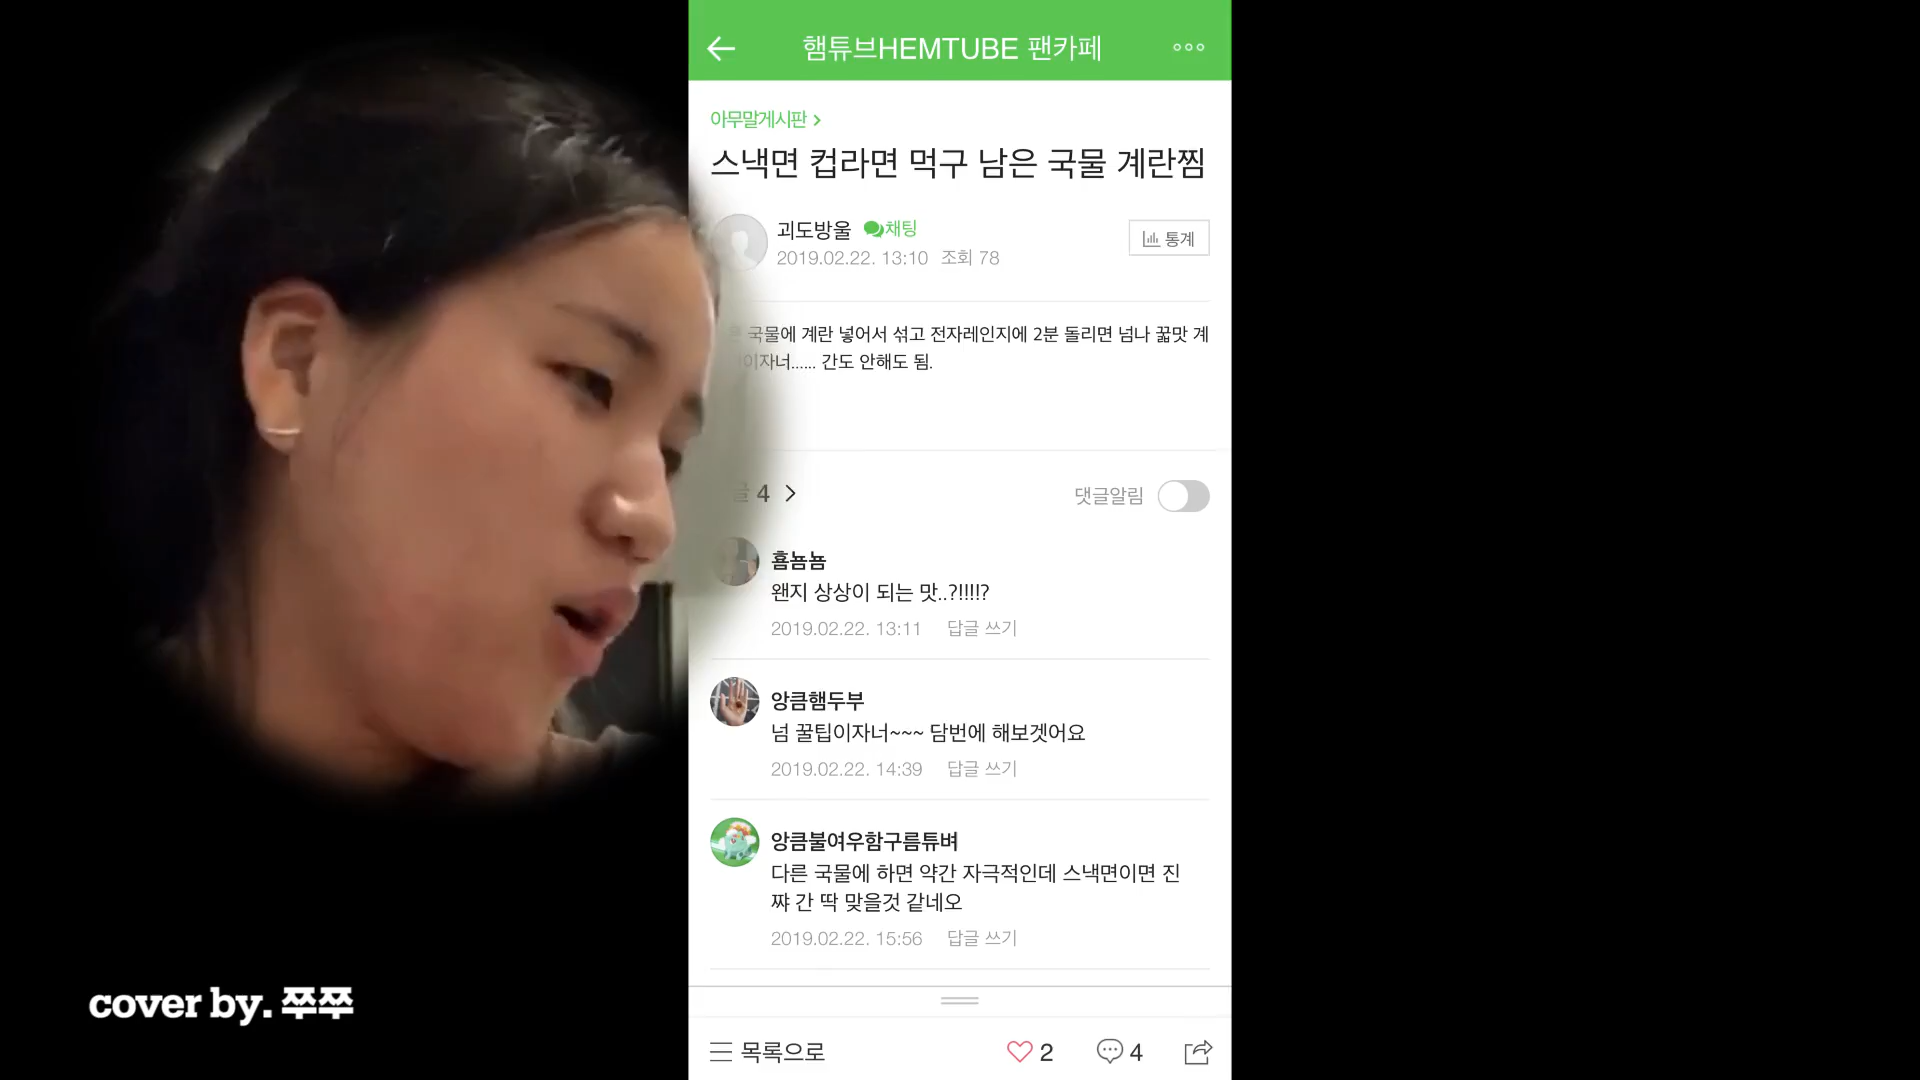 햄튜브HEMTUBE 팬카페
아무말게시판 >
스낵면 컵라면 먹구 남은 국물 계란찜
괴도방울 채팅
2019.02.22. 13:10 조회 78
통계
국물에 계란 넣어서 섞고 전자레인지에 2분 돌리면 넘나 꿀맛 계
이자너...... 간도 안해도 됨.
글 4 >
댓글알림
홈뇸뇸
왠지 상상이 되는 맛..?!!!!?
2019.02.22. 13:11 답글 쓰기
앙큼햄두부
넘 꿀팁이자너~~~ 담번에 해보겟어요
2019.02.22. 14:39 답글 쓰기
앙큼불여우함구름튜벼
다른 국물에 하면 약간 자극적인데 스낵면이면 진
쨔 간 딱 맞을것 같네오
2019.02.22. 15:56 답글 쓰기
cover by. 쭈쭈
목록으로
2
4